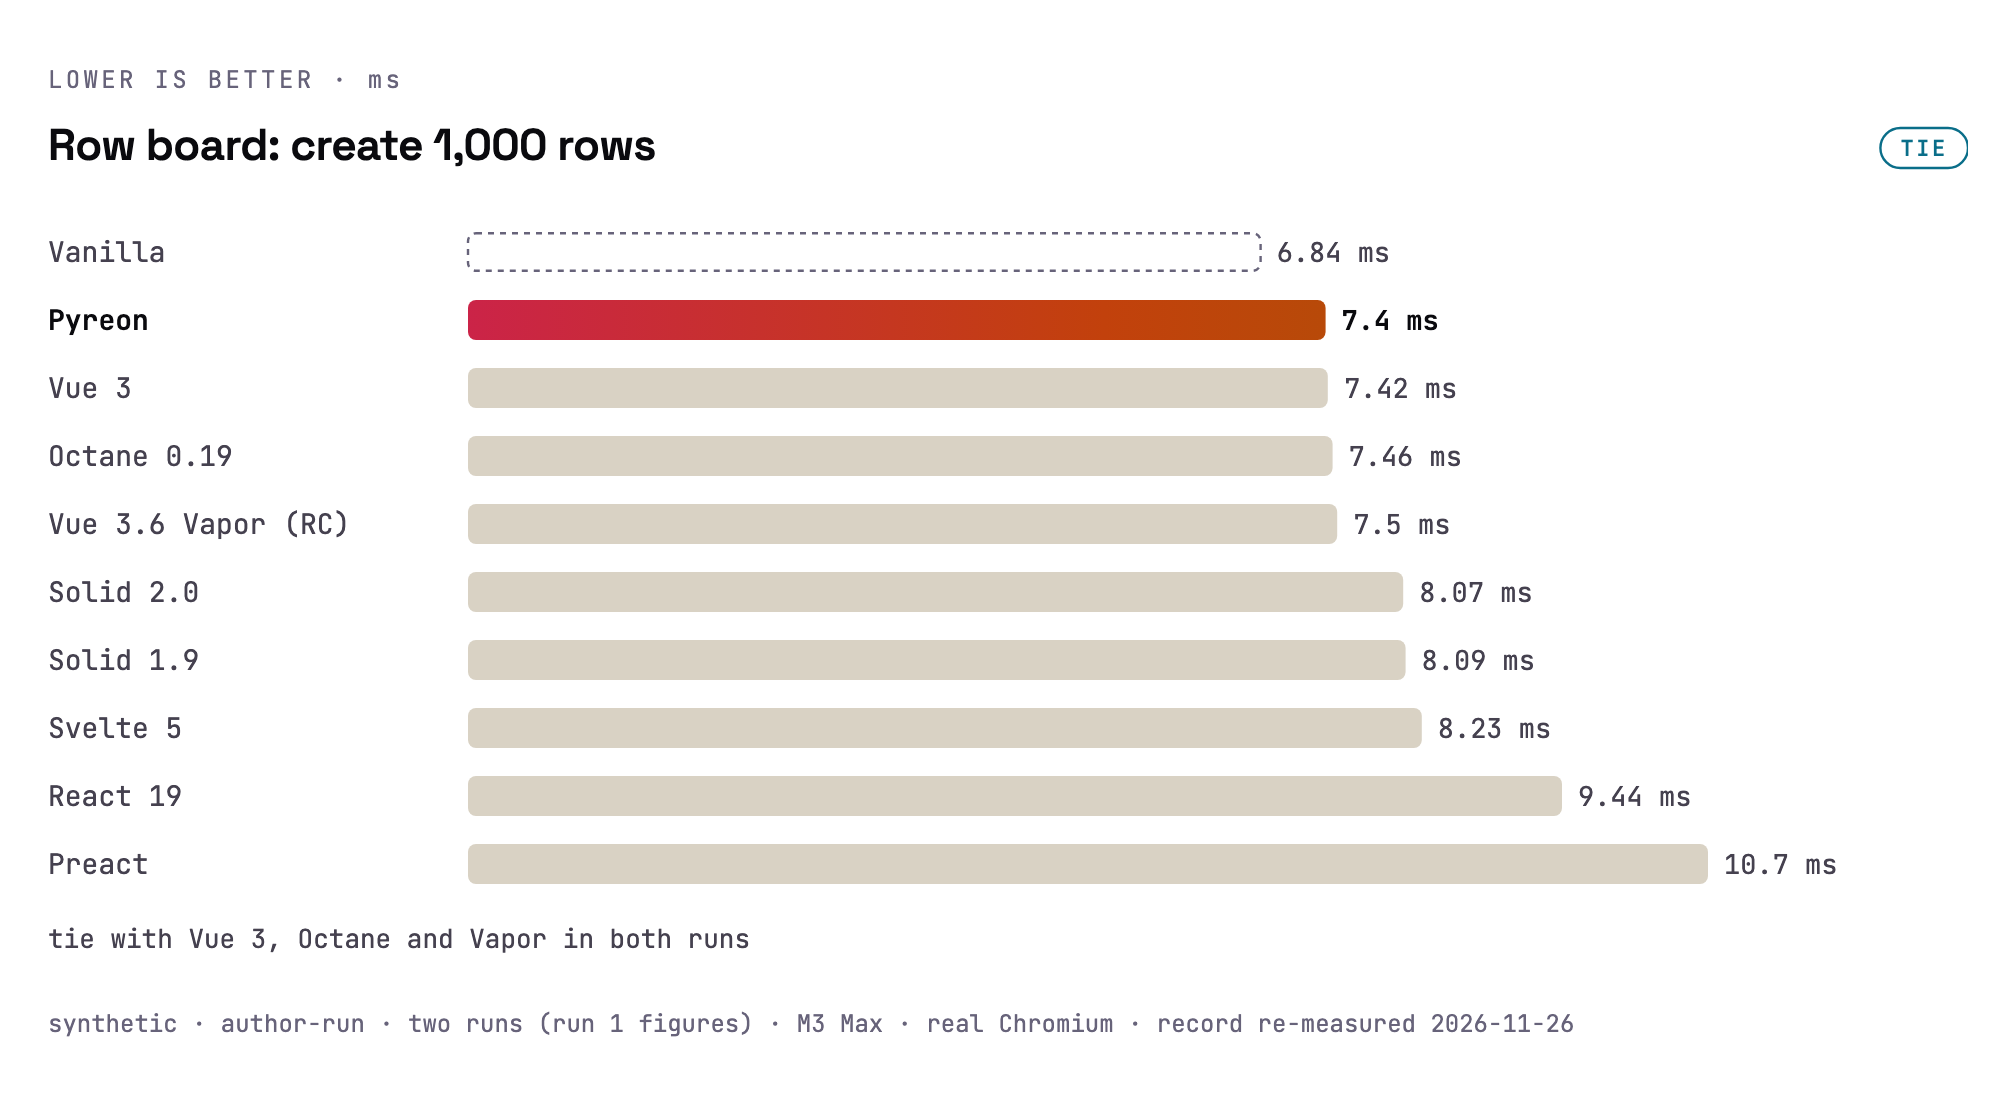 LOWER IS BETTER · ms
Row board: create 1,000 rows
TIE
Vanilla 6.84 ms
Pyreon 7.4 ms
Vue 3 7.42 ms
Octane 0.19 7.46 ms
Vue 3.6 Vapor (RC) 7.5 ms
Solid 2.0 8.07 ms
Solid 1.9 8.09 ms
Svelte 5 8.23 ms
React 19 9.44 ms
Preact 10.7 ms
tie with Vue 3, Octane and Vapor in both runs
synthetic · author-run · two runs (run 1 figures) · M3 Max · real Chromium · record re-measured 2026-11-26